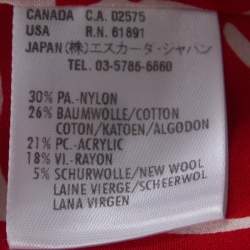 CANADA C.A. 02575
USA R.N. 61891
JAPAN (株)エスカーダ・ジャパン
TEL. 03-5786-6660
30% PA.-NYLON
26% BAUMWOLLE/COTTON
COTON/KATOEN/ALGODON
21% PC.-ACRYLIC
18% VI.-RAYON
5% SCHURWOLLE/NEW WOOL
LAINE VIERGE/SCHEERWOL
LANA VIRGEN